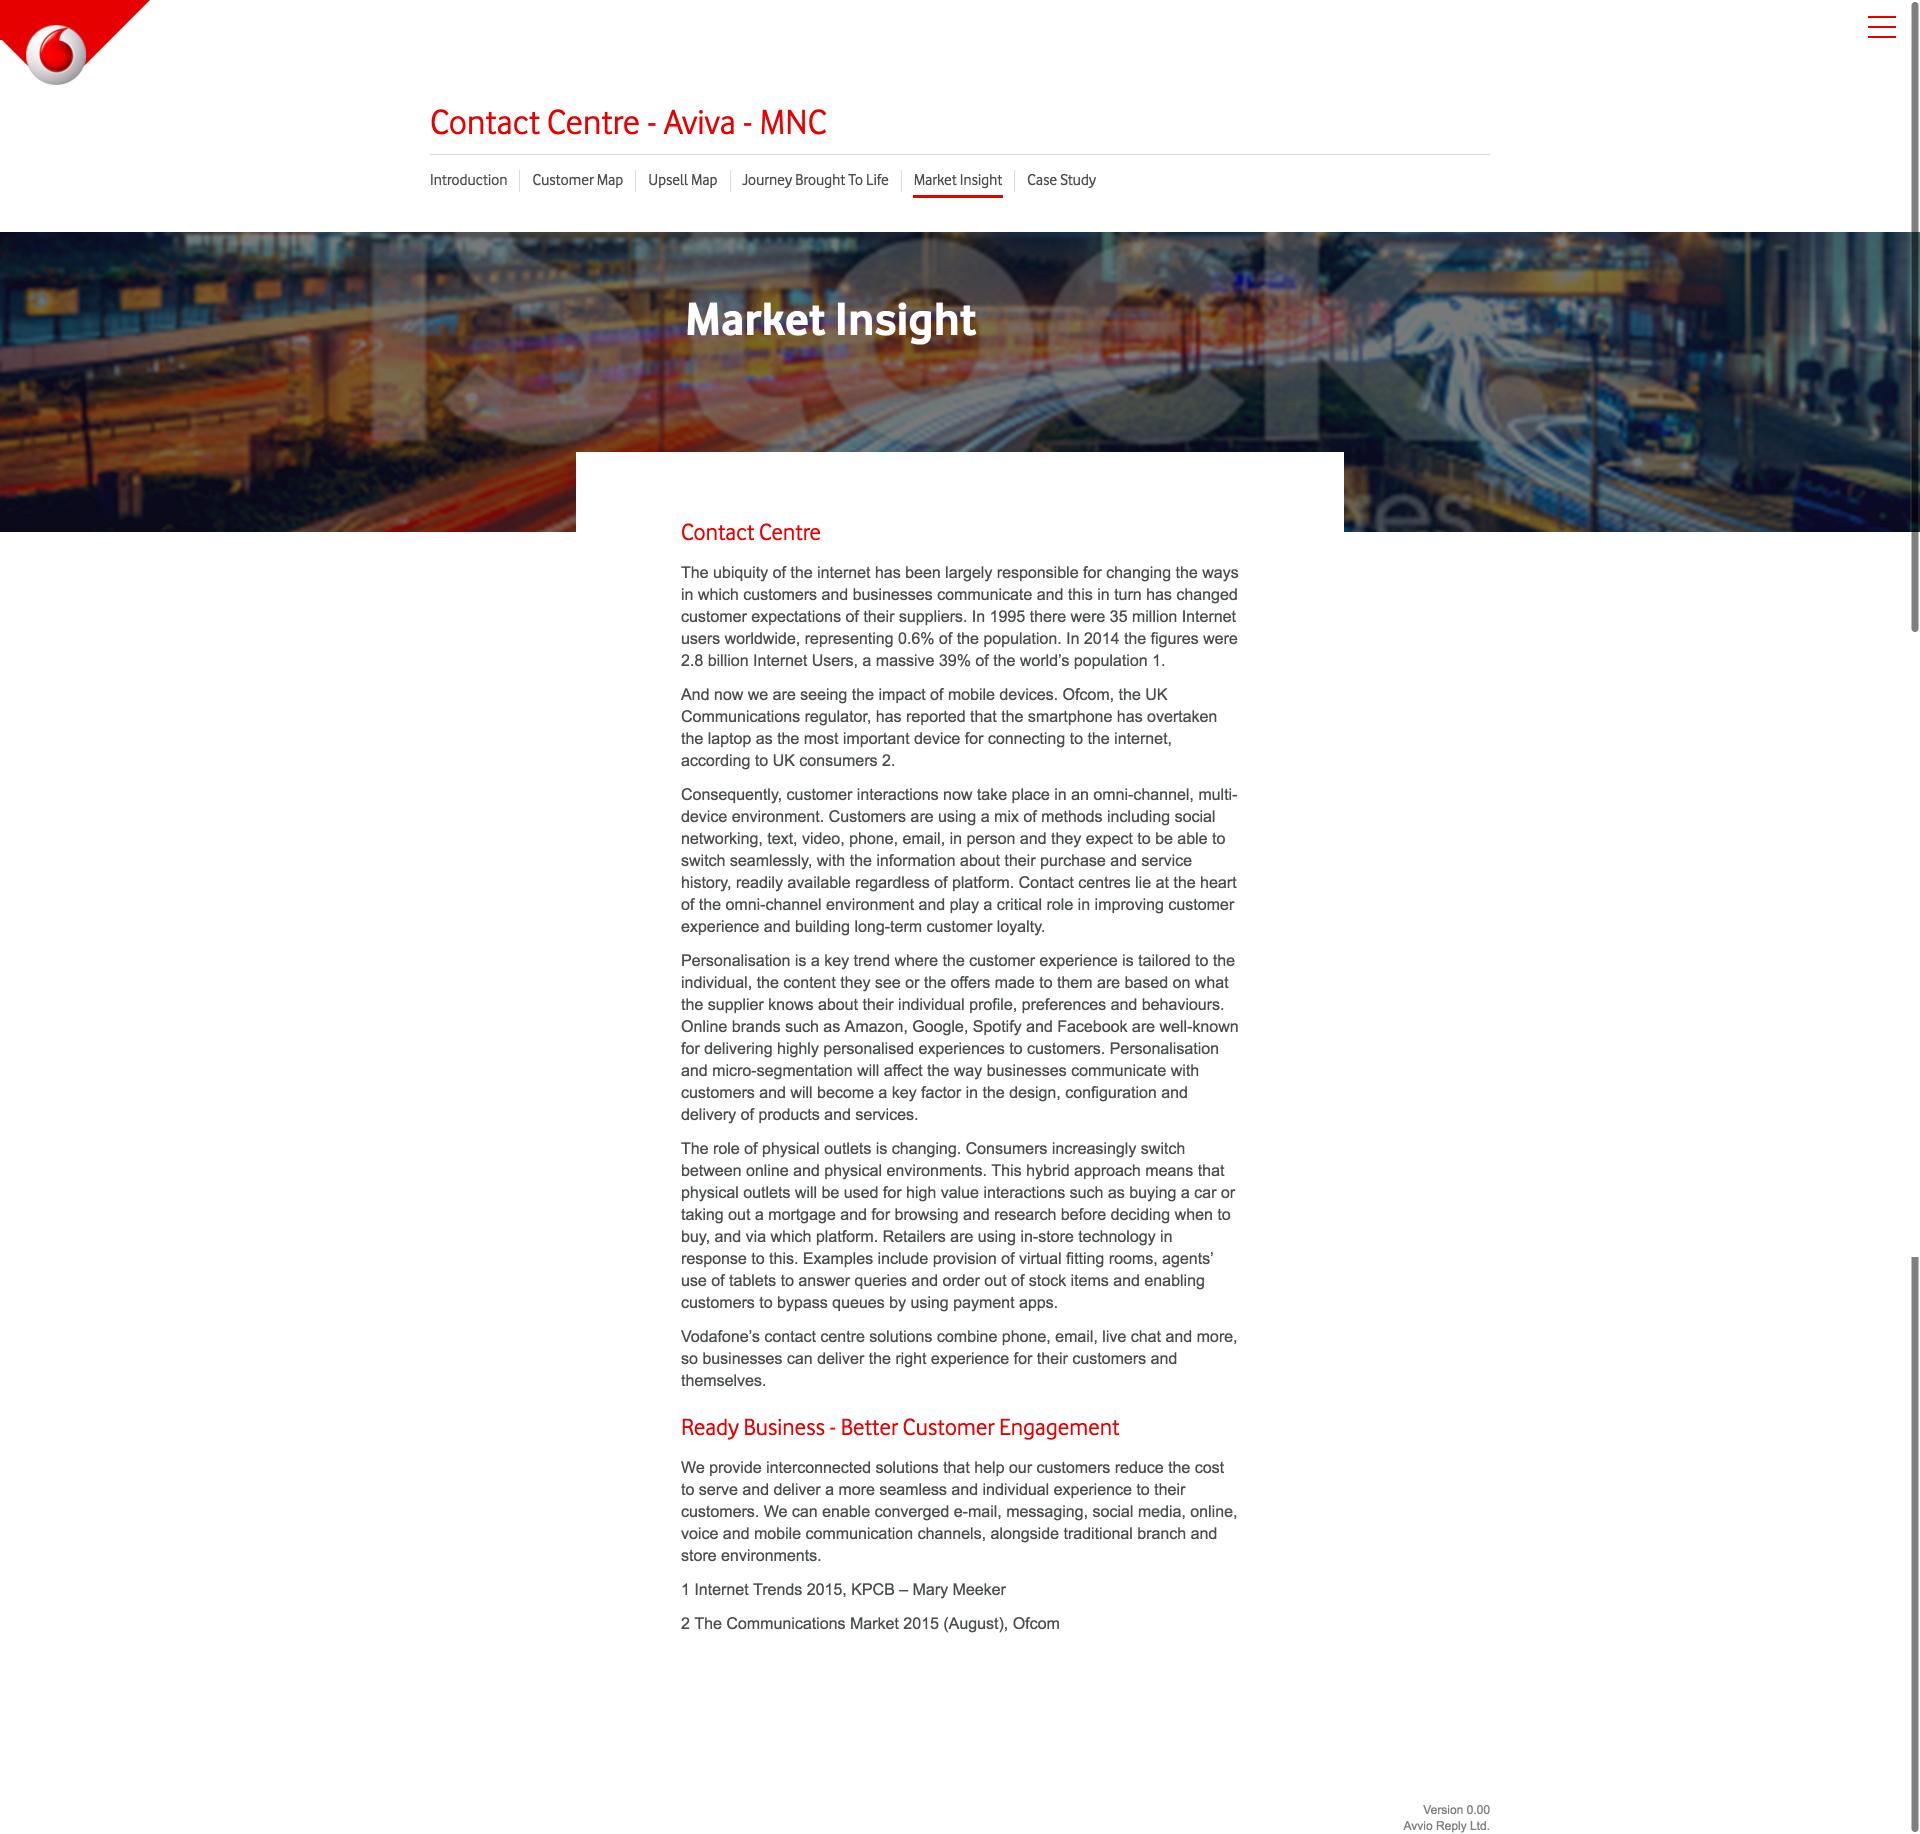 Contact Centre - Aviva - MNC
Introduction
Customer Map
Upsell Map
Journey Brought To Life
Market Insight
Case Study
iStock.
Market Insight
Contact Centre
The ubiquity of the internet has been largely responsible for changing the ways
in which customers and businesses communicate and this in turn has changed
customer expectations of their suppliers. In 1995 there were 35 million Internet
users worldwide, representing 0.6% of the population. In 2014 the figures were
2.8 billion Internet Users, a massive 39% of the world’s population 1.
And now we are seeing the impact of mobile devices. Ofcom, the UK
Communications regulator, has reported that the smartphone has overtaken
the laptop as the most important device for connecting to the internet,
according to UK consumers 2.
Consequently, customer interactions now take place in an omni-channel, multi-
device environment. Customers are using a mix of methods including social
networking, text, video, phone, email, in person and they expect to be able to
switch seamlessly, with the information about their purchase and service
history, readily available regardless of platform. Contact centres lie at the heart
of the omni-channel environment and play a critical role in improving customer
experience and building long-term customer loyalty.
Personalisation is a key trend where the customer experience is tailored to the
individual, the content they see or the offers made to them are based on what
the supplier knows about their individual profile, preferences and behaviours.
Online brands such as Amazon, Google, Spotify and Facebook are well-known
for delivering highly personalised experiences to customers. Personalisation
and micro-segmentation will affect the way businesses communicate with
customers and will become a key factor in the design, configuration and
delivery of products and services.
The role of physical outlets is changing. Consumers increasingly switch
between online and physical environments. This hybrid approach means that
physical outlets will be used for high value interactions such as buying a car or
taking out a mortgage and for browsing and research before deciding when to
buy, and via which platform. Retailers are using in-store technology in
response to this. Examples include provision of virtual fitting rooms, agents’
use of tablets to answer queries and order out of stock items and enabling
customers to bypass queues by using payment apps.
Vodafone’s contact centre solutions combine phone, email, live chat and more,
so businesses can deliver the right experience for their customers and
themselves.
Ready Business - Better Customer Engagement
We provide interconnected solutions that help our customers reduce the cost
to serve and deliver a more seamless and individual experience to their
customers. We can enable converged e-mail, messaging, social media, online,
voice and mobile communication channels, alongside traditional branch and
store environments.
1 Internet Trends 2015, KPCB – Mary Meeker
2 The Communications Market 2015 (August), Ofcom
Version 0.00
Avvio Reply Ltd.